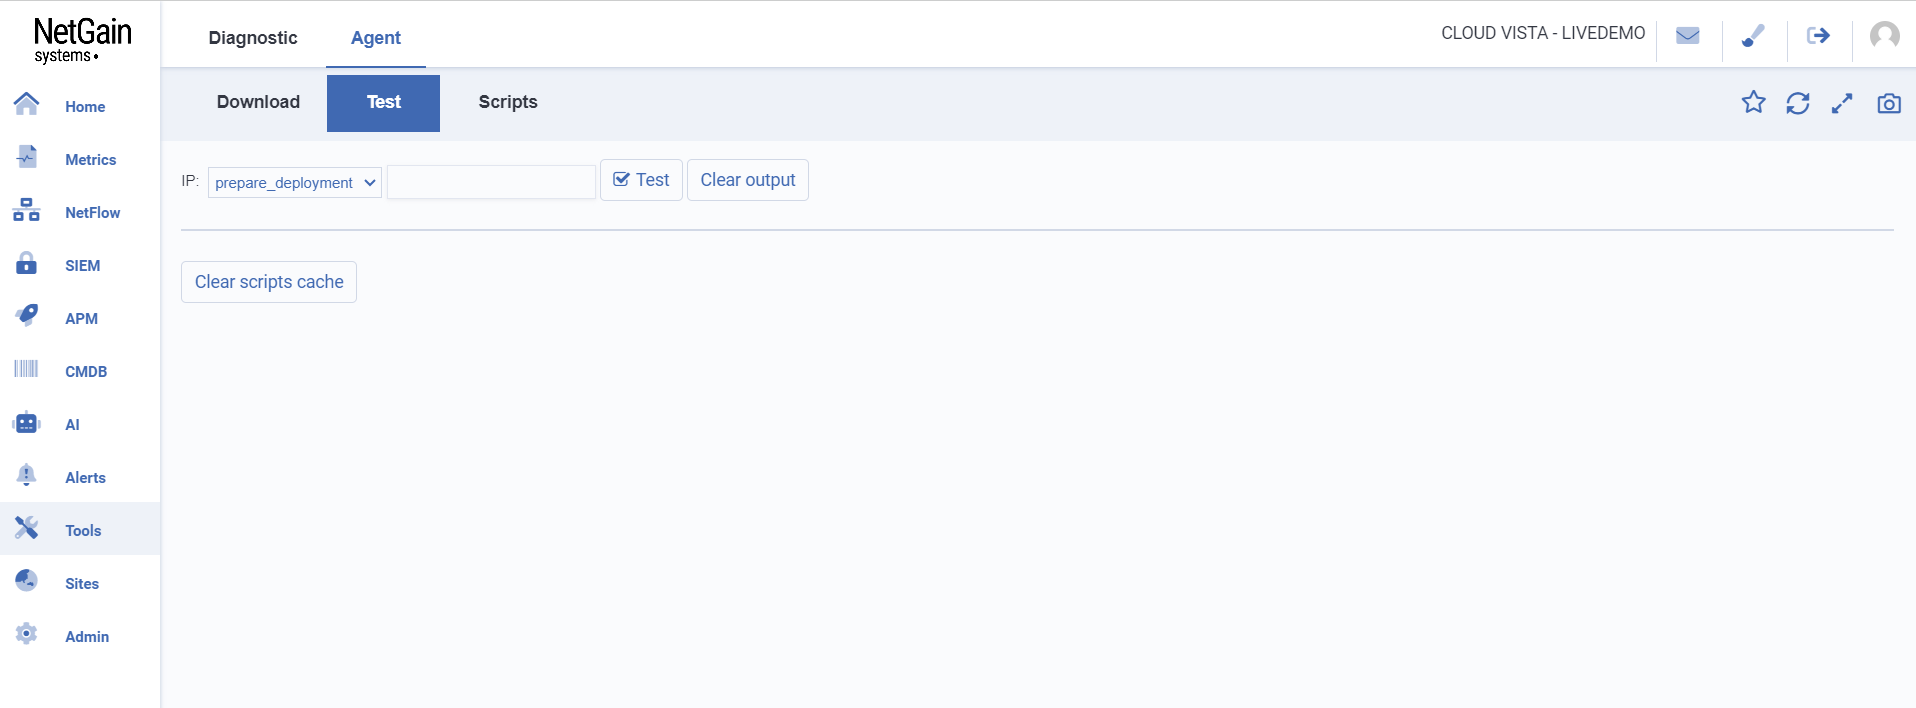 NetGain
systems
Diagnostic
Agent
CLOUD VISTA - LIVEDEMO
Home
Metrics
NetFlow
SIEM
APM
CMDB
AI
Alerts
Tools
Sites
Admin
Download
Test
Scripts
IP: prepare_deployment Test Clear output
Clear scripts cache